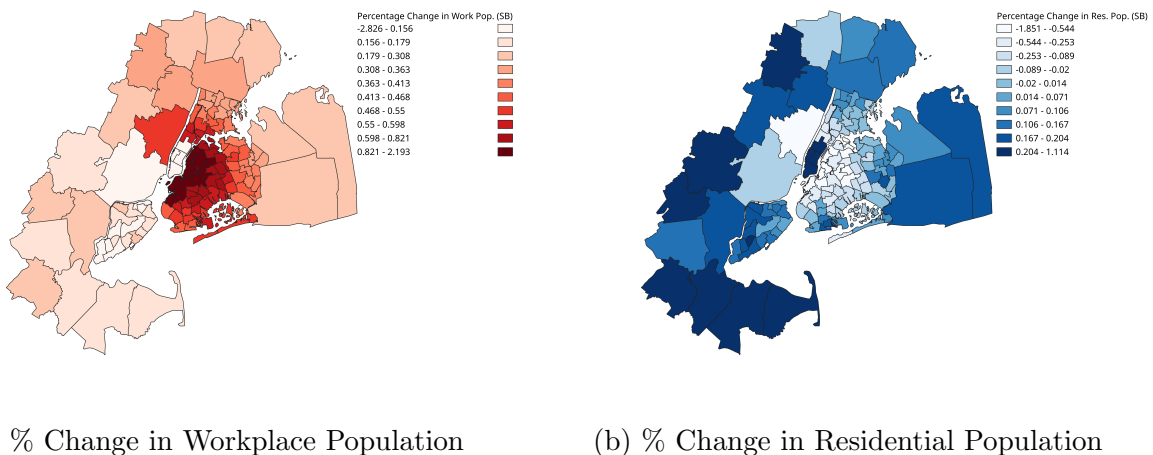 Percentage Change in Work Pop. (SB)
-2.826 - 0.156
0.156 - 0.179
0.179 - 0.308
0.308 - 0.363
0.363 - 0.413
0.413 - 0.468
0.468 - 0.55
0.55 - 0.598
0.598 - 0.821
0.821 - 2.193
Percentage Change in Res. Pop. (SB)
-1.851 - -0.544
-0.544 - -0.253
-0.253 - -0.089
-0.089 - -0.02
-0.02 - 0.014
0.014 - 0.071
0.071 - 0.106
0.106 - 0.167
0.167 - 0.204
0.204 - 1.114
% Change in Workplace Population
(b) % Change in Residential Population